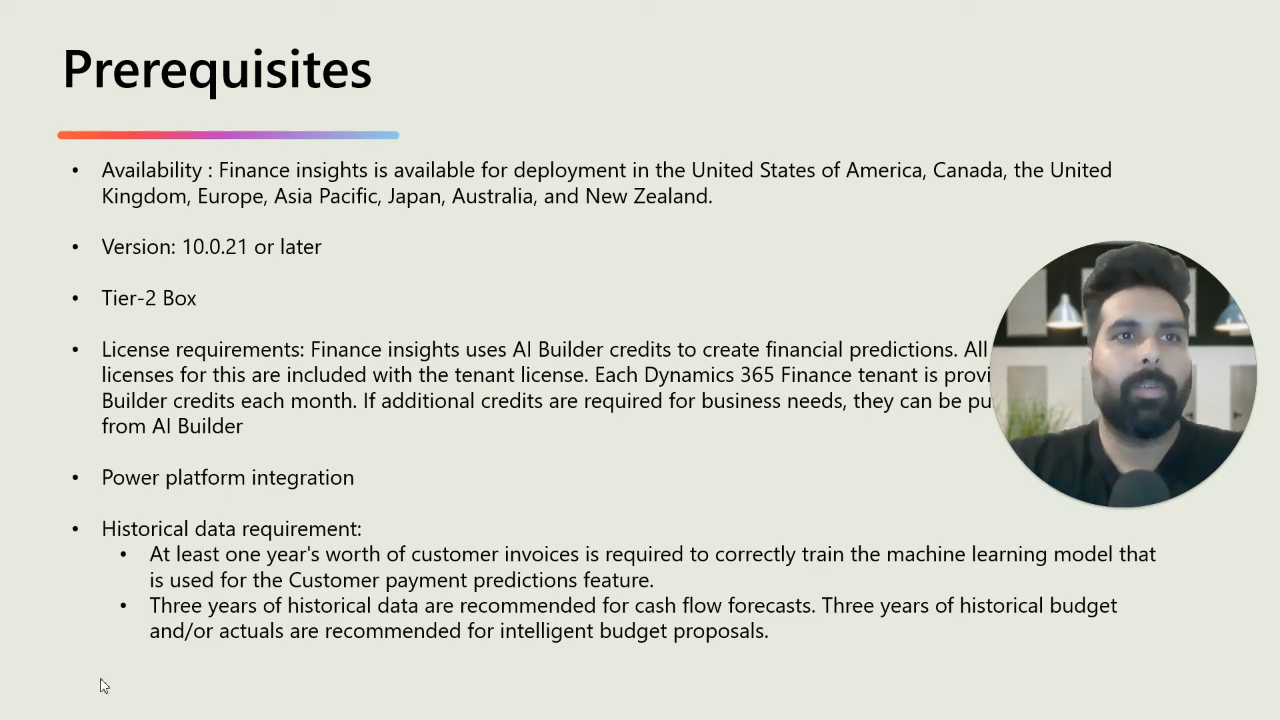 Prerequisites
• Availability : Finance insights is available for deployment in the United States of America, Canada, the United
Kingdom, Europe, Asia Pacific, Japan, Australia, and New Zealand.
• Version: 10.0.21 or later
• Tier-2 Box
• License requirements: Finance insights uses AI Builder credits to create financial predictions. All
licenses for this are included with the tenant license. Each Dynamics 365 Finance tenant is
Builder credits each month. If additional credits are required for business needs, they can be
from AI Builder
• Power platform integration
• Historical data requirement:
• At least one year's worth of customer invoices is required to correctly train the machine learning model that
is used for the Customer payment predictions feature.
• Three years of historical data are recommended for cash flow forecasts. Three years of historical budget
and/or actuals are recommended for intelligent budget proposals.